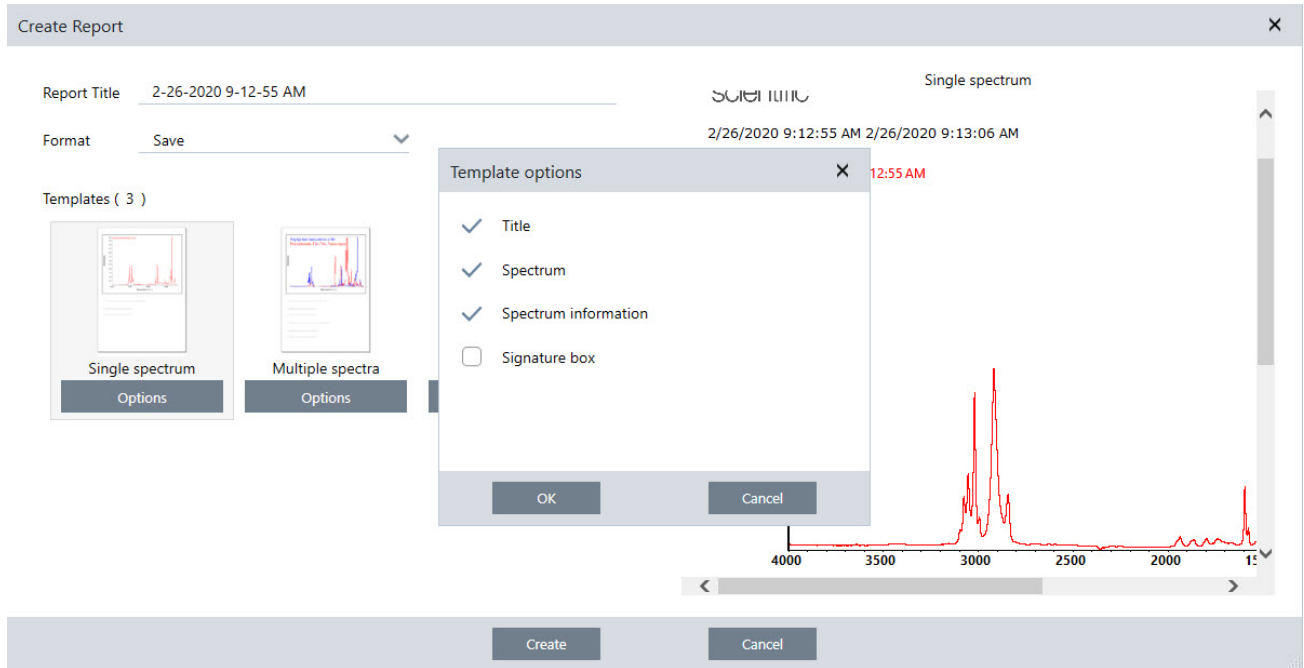 Create Report
Report Title 2-26-2020 9-12-55 AM
Format Save
Templates ( 3 )
Single spectrum
Options
Multiple spectra
Options
Template options
Title
Spectrum
Spectrum information
Signature box
OK Cancel
Single spectrum
scientific
2/26/2020 9:12:55 AM 2/26/2020 9:13:06 AM
12:55 AM
4000 3500 3000 2500 2000
Create Cancel